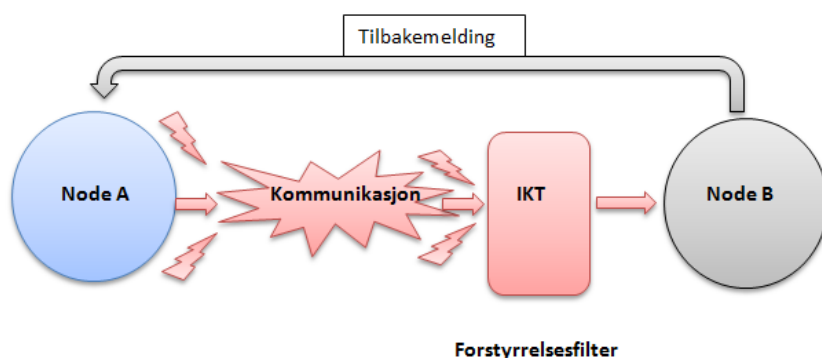 Tilbakemelding
Node A
Kommunikasjon
IKT
Node B
Forstyrrelsesfilter